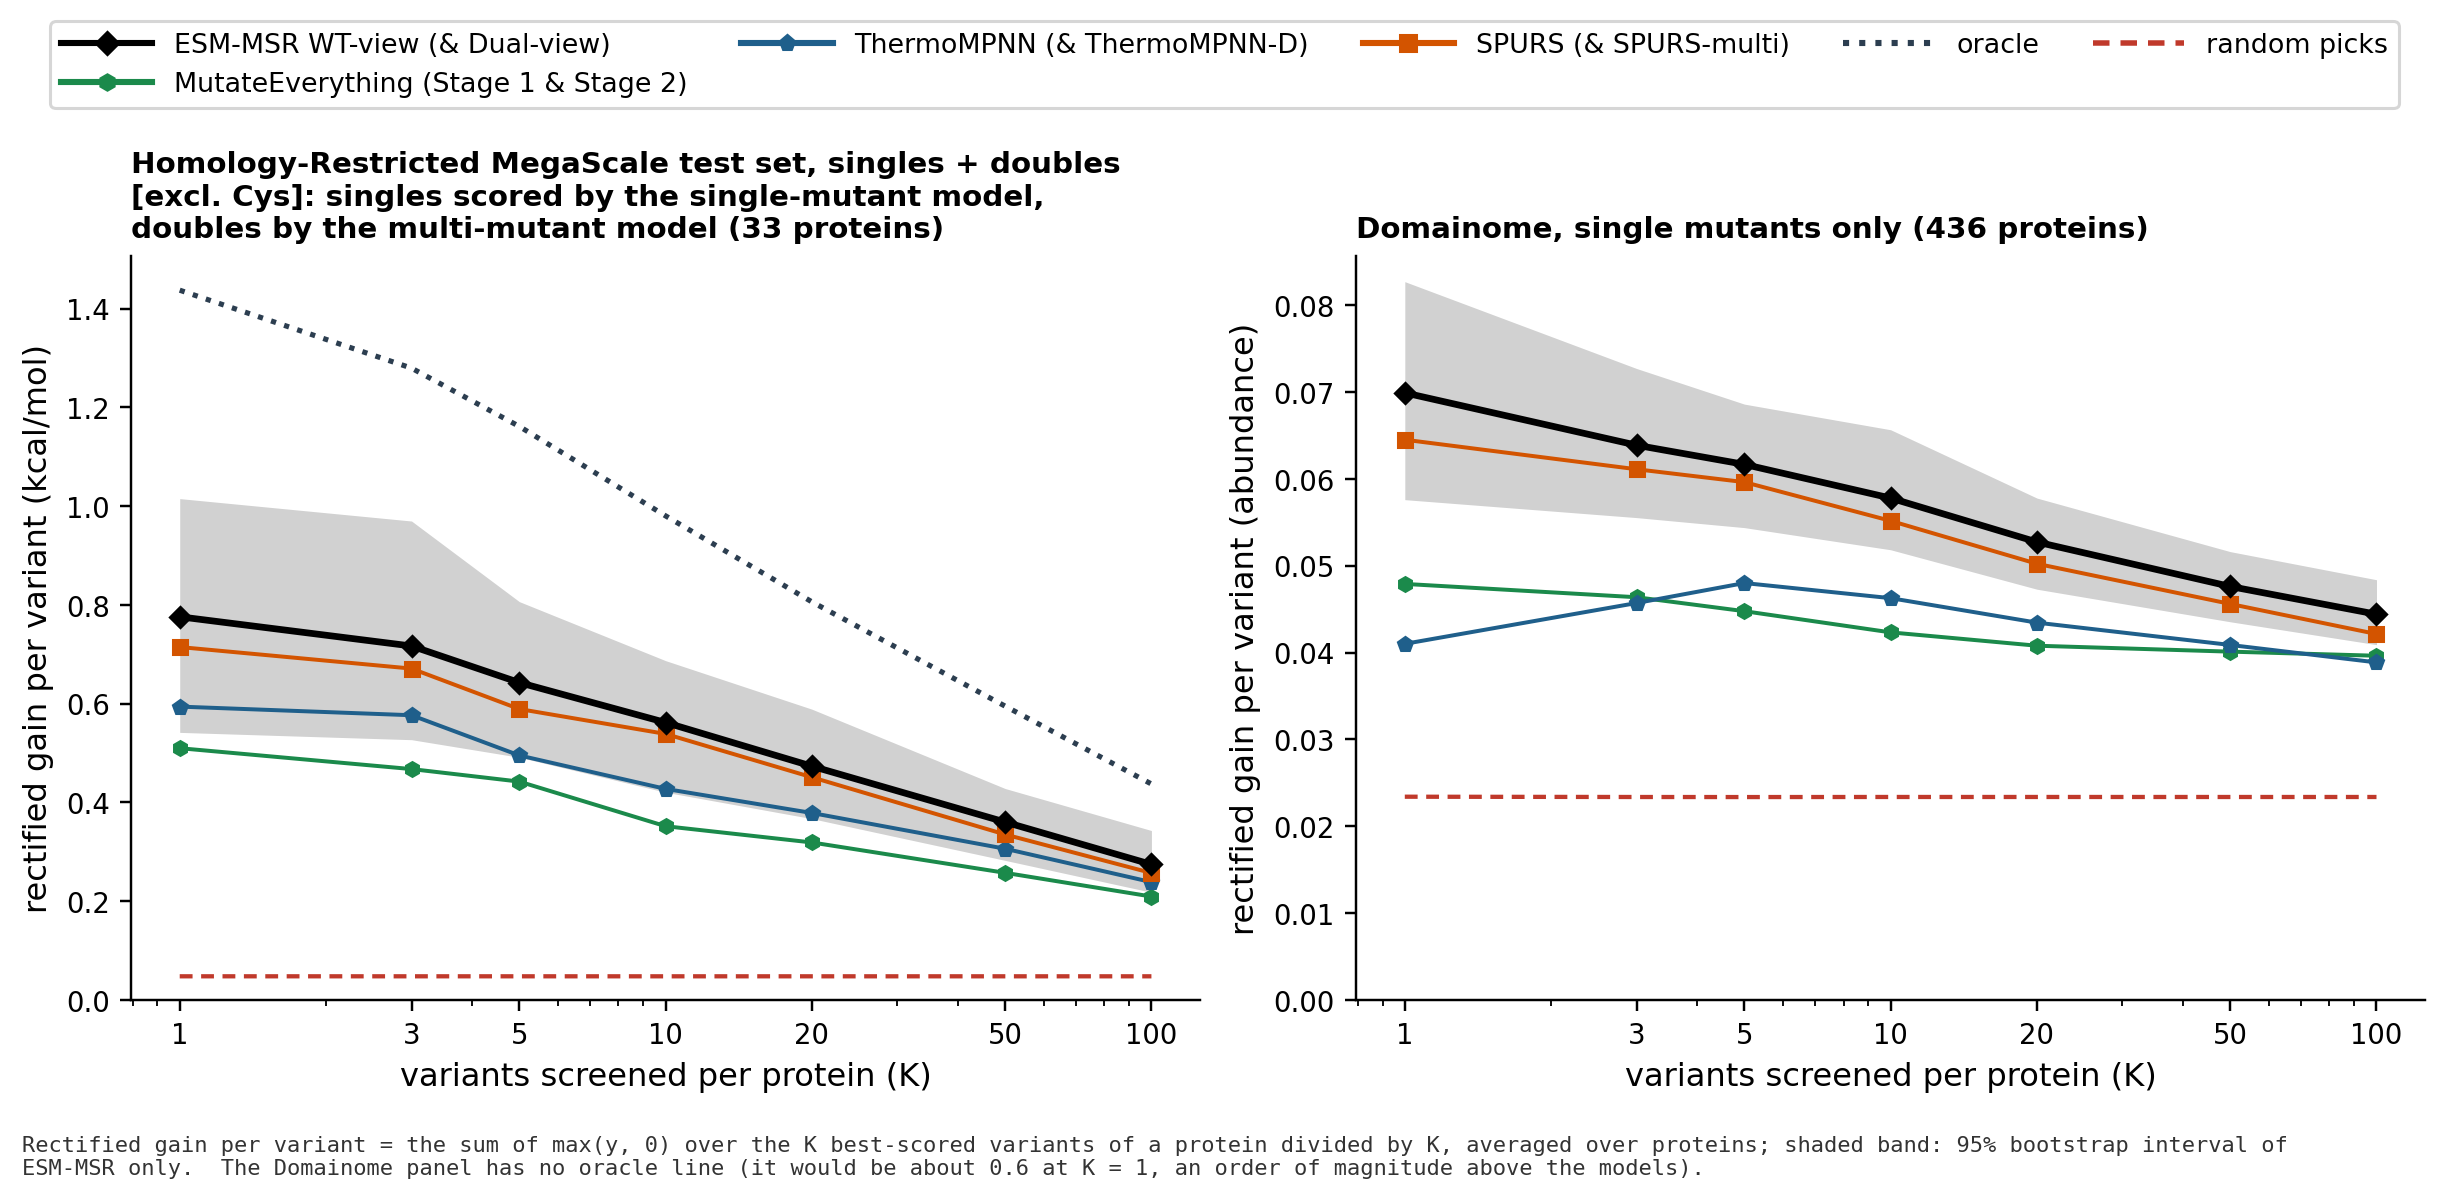 ESM-MSR WT-view (& Dual-view)
MutateEverything (Stage 1 & Stage 2)
ThermoMPNN (& ThermoMPNN-D)
SPURS (& SPURS-multi)
oracle
random picks
Homology-Restricted MegaScale test set, singles + doubles
[excl. Cys]: singles scored by the single-mutant model,
doubles by the multi-mutant model (33 proteins)
rectified gain per variant (kcal/mol)
1.4
1.2
1.0
0.8
0.6
0.4
0.2
0.0
1 3 5 10 20 50 100
variants screened per protein (K)
Domainome, single mutants only (436 proteins)
rectified gain per variant (abundance)
0.08
0.07
0.06
0.05
0.04
0.03
0.02
0.01
0.00
1 3 5 10 20 50 100
variants screened per protein (K)
Rectified gain per variant = the sum of max(y, 0) over the K best-scored variants of a protein divided by K, averaged over proteins; shaded band: 95% bootstrap interval of
ESM-MSR only.  The Domainome panel has no oracle line (it would be about 0.6 at K = 1, an order of magnitude above the models).